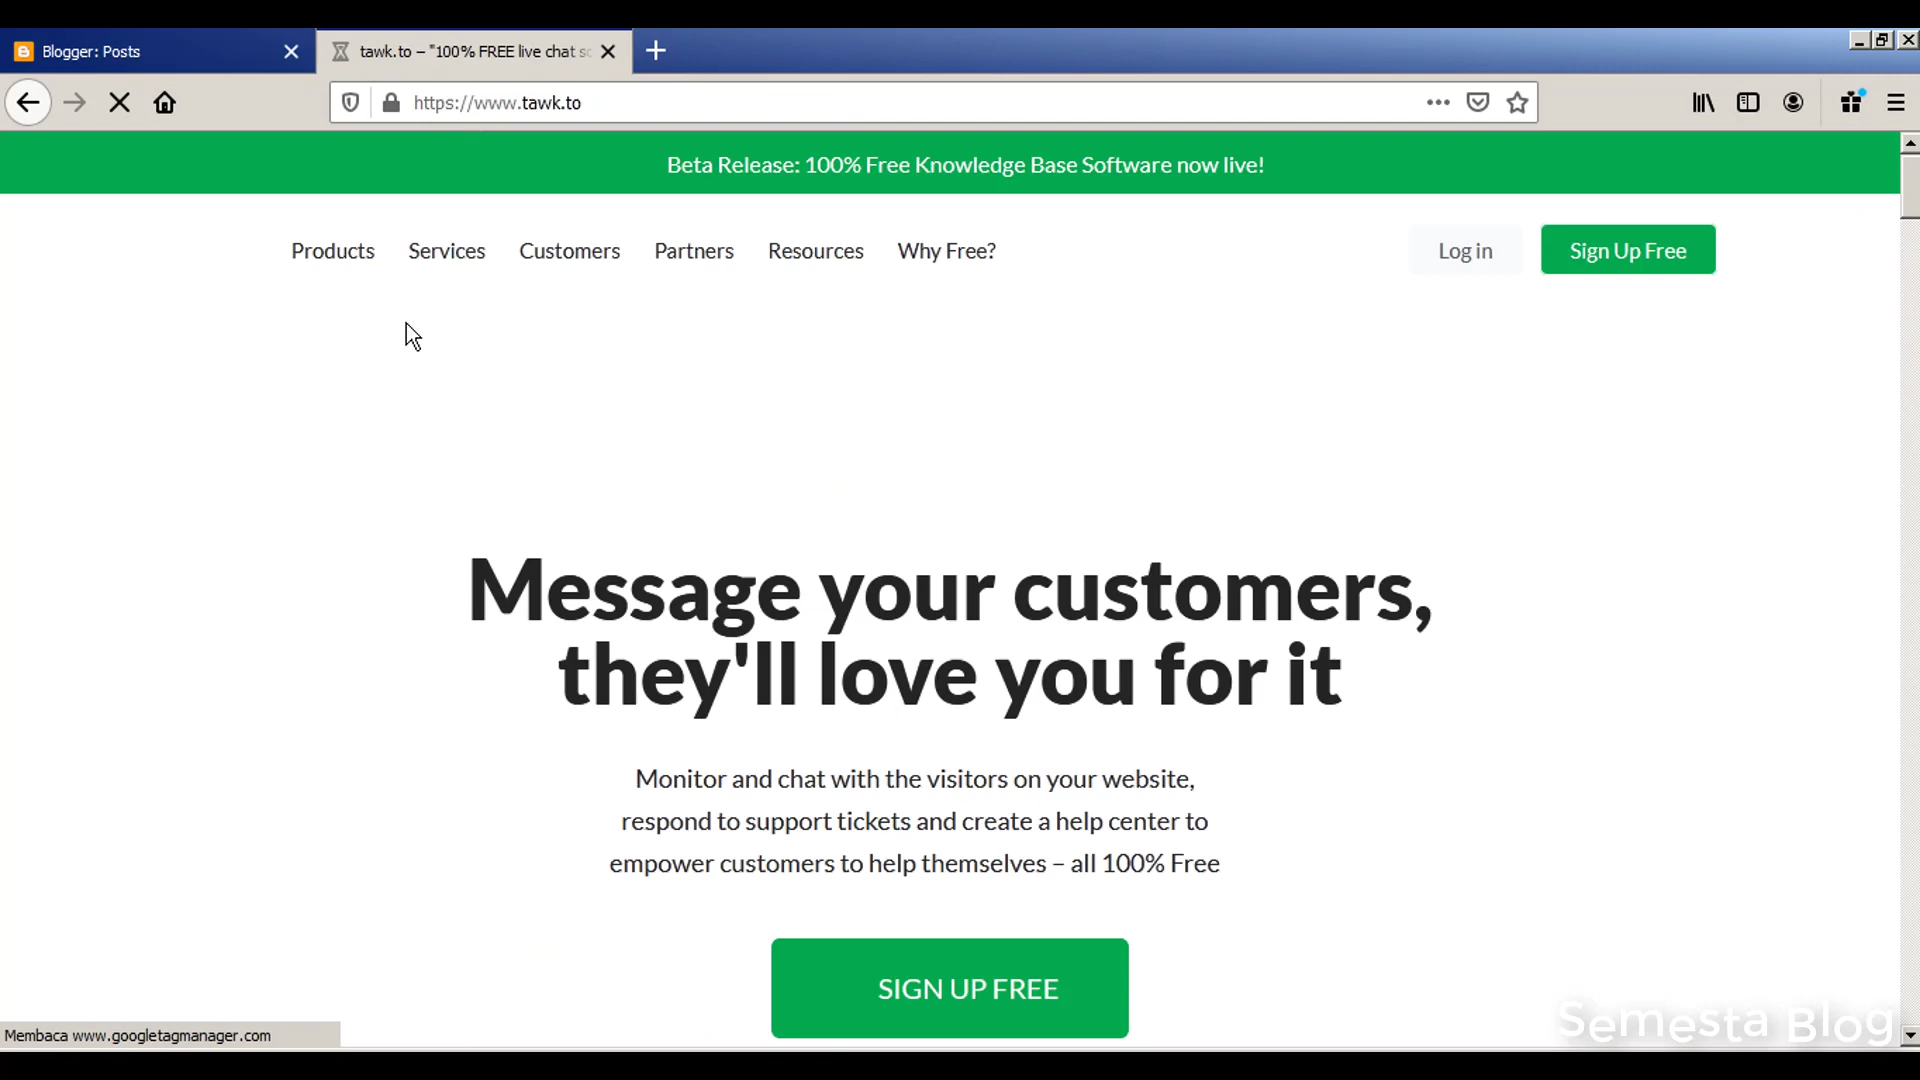 Blogger: Posts
tawk.to – "100% FREE live chat so
https://www.tawk.to
Beta Release: 100% Free Knowledge Base Software now live!
Products Services Customers Partners Resources Why Free? Log in Sign Up Free
Message your customers,
they'll love you for it
Monitor and chat with the visitors on your website,
respond to support tickets and create a help center to
empower customers to help themselves – all 100% Free
SIGN UP FREE
Membaca www.googletagmanager.com
Semesta Blog